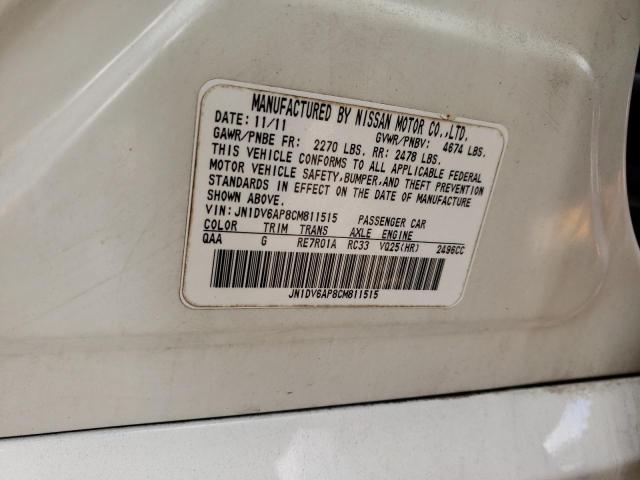 MANUFACTURED BY NISSAN MOTOR CO.,LTD.
DATE: 11/11 GVWR/PNBV: 4674 LBS.
GAWR/PNBE FR: 2270 LBS. RR: 2478 LBS.
THIS VEHICLE CONFORMS TO ALL APPLICABLE FEDERAL
MOTOR VEHICLE SAFETY,BUMPER,AND THEFT PREVENTION
STANDARDS IN EFFECT ON THE DATE OF MANUFACTURE
SHOWN ABOVE.
VIN: JN1DV6AP8CM811515 PASSENGER CAR
COLOR TRIM TRANS AXLE ENGINE
QAA G RE7R01A RC33 VQ25(HR) 2496CC
JN1DV6AP8CM811515